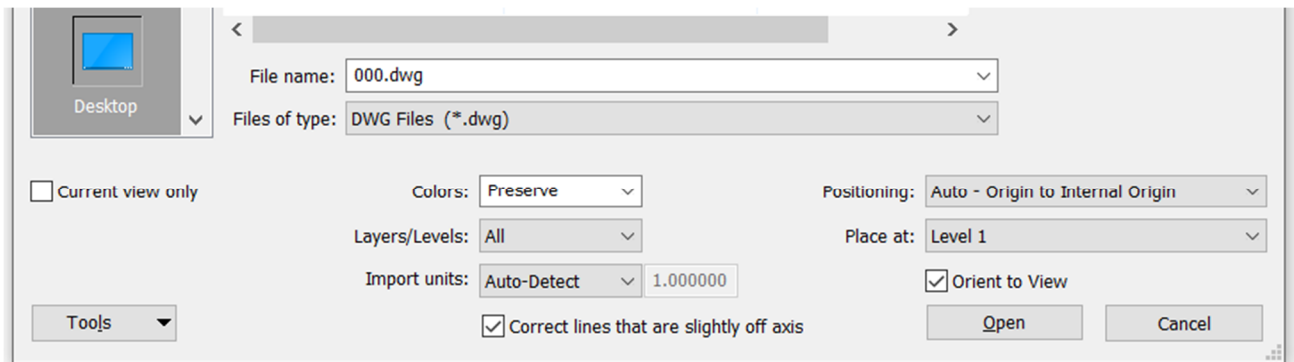 File name: 000.dwg
Desktop
Files of type: DWG Files (*.dwg)
Current view only Colors: Preserve Positioning: Auto - Origin to Internal Origin
Layers/Levels: All Place at: Level 1
Import units: Auto-Detect 1.000000 Orient to View
Tools Correct lines that are slightly off axis Open Cancel